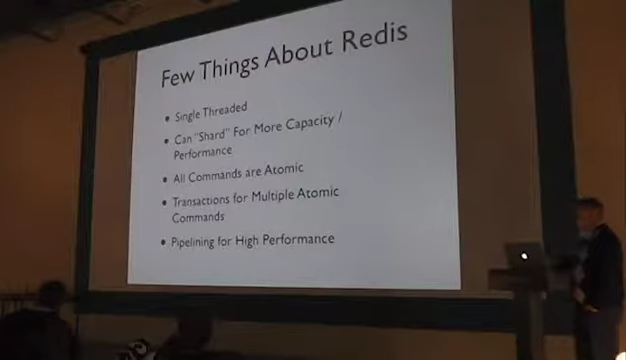 Few Things About Redis
• Single Threaded
• Can "Shard" For More Capacity /
Performance
• All Commands are Atomic
• Transactions for Multiple Atomic
Commands
• Pipelining for High Performance